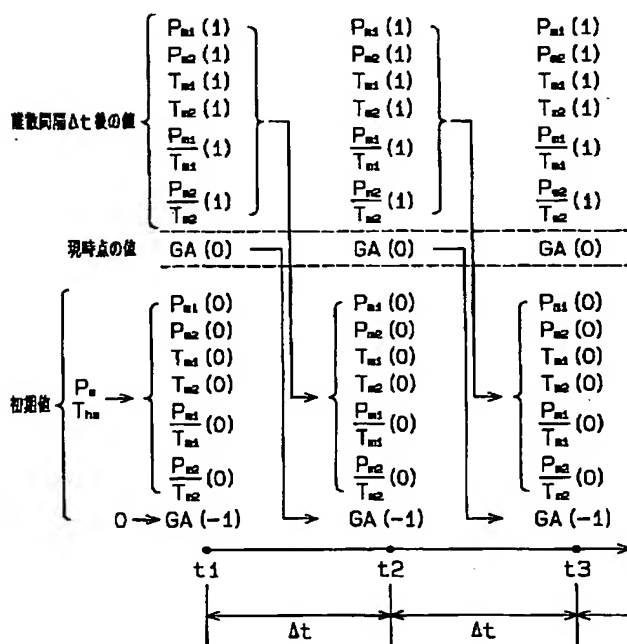 Pm1(1) Pm1(1) Pm1(1)
Pm2(1) Pm2(1) Pm2(1)
Tm1(1) Tm1(1) Tm1(1)
Tm2(1) Tm2(1) Tm2(1)
離散間隔Δt後の値
Pm1/Tm1(1) Pm1/Tm1(1) Pm1/Tm1(1)
Pm2/Tm2(1) Pm2/Tm2(1) Pm2/Tm2(1)
現時点の値 GA(0) GA(0) GA(0)
Pm1(0) Pm1(0) Pm1(0)
Pm2(0) Pm2(0) Pm2(0)
Tm1(0) Tm1(0) Tm1(0)
Tm2(0) Tm2(0) Tm2(0)
初期値
Pm
Thm
Pm1/Tm1(0) Pm1/Tm1(0) Pm1/Tm1(0)
Pm2/Tm2(0) Pm2/Tm2(0) Pm2/Tm2(0)
0→GA(-1) GA(-1) GA(-1)
t1 t2 t3
Δt Δt